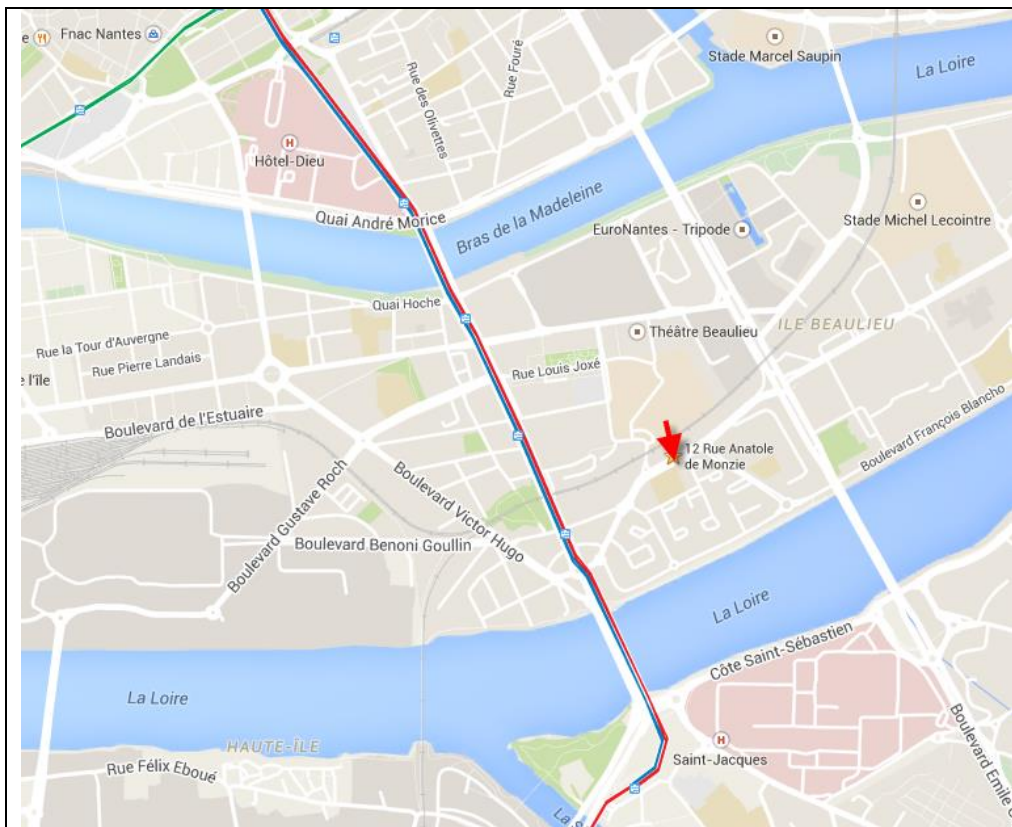 Fnac Nantes
Stade Marcel Saupin
La Loire
Rue Fouré
Rue des Olivettes
Hôtel-Dieu
Quai André Morice
Bras de la Madeleine
EuroNantes - Tripode
Stade Michel Lecointre
Quai Hoche
Théâtre Beaulieu
ILE BEAULIEU
Rue la Tour d'Auvergne
Rue Pierre Landais
e l'île
Rue Louis Joxé
Boulevard de l'Estuaire
Boulevard François Blancho
12 Rue Anatole
de Monzie
Boulevard Gustave Roch
Boulevard Victor Hugo
Boulevard Benoni Goullin
La Loire
Côte Saint-Sébastien
La Loire
HAUTE-ÎLE
Saint-Jacques
Boulevard Emile
Rue Félix Eboué